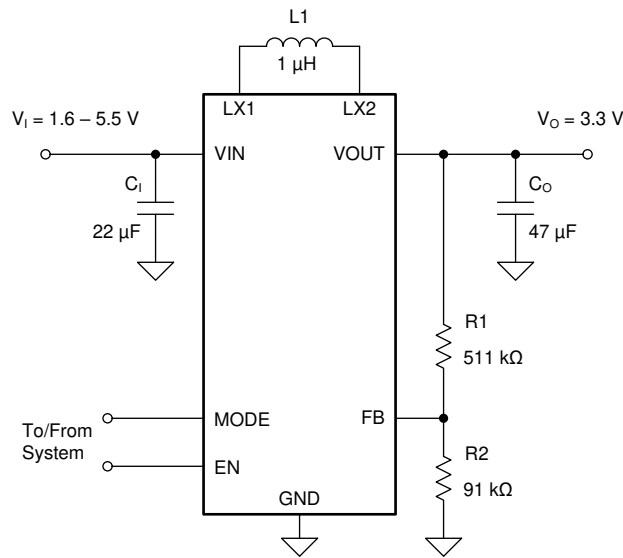 L1
1 µH
LX1
LX2
V_I = 1.6 – 5.5 V
V_O = 3.3 V
VIN
VOUT
C_I
22 µF
C_O
47 µF
R1
511 kΩ
To/From
System
MODE
FB
EN
R2
91 kΩ
GND